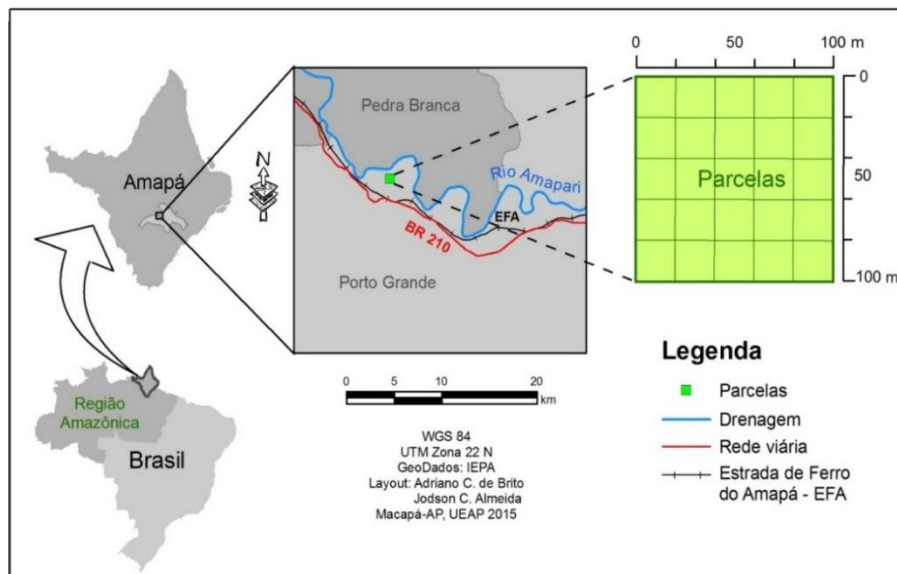 Amapá
N
Região
Amazônica
Brasil
Pedra Branca
Rio Amapari
EFA
BR 210
Porto Grande
0 5 10 20
km
WGS 84
UTM Zona 22 N
GeoDados: IEPA
Layout: Adriano C. de Brito
Jodson C. Almeida
Macapá-AP, UEAP 2015
0 50 100 m
0
50
100 m
Parcelas
Legenda
Parcelas
Drenagem
Rede viária
Estrada de Ferro
do Amapá - EFA